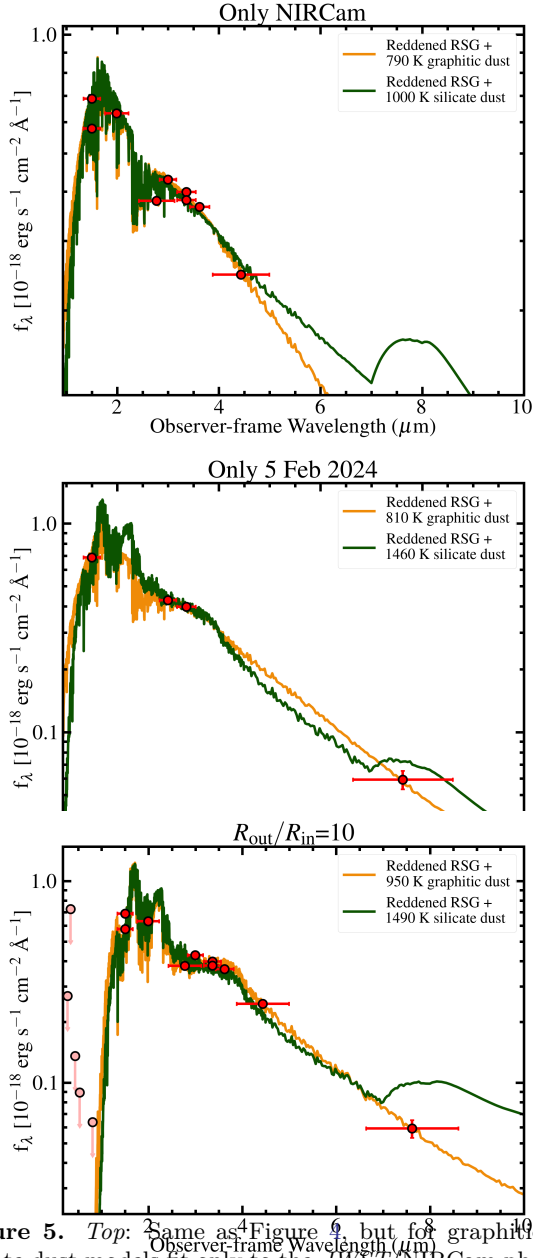 Only NIRCam
Reddened RSG +
790 K graphitic dust
Reddened RSG +
1000 K silicate dust
1.0
f_λ [10⁻¹⁸ erg s⁻¹ cm⁻² Å⁻¹]
2 4 6 8 10
Observer-frame Wavelength (μm)
Only 5 Feb 2024
Reddened RSG +
810 K graphitic dust
Reddened RSG +
1460 K silicate dust
1.0
0.1
f_λ [10⁻¹⁸ erg s⁻¹ cm⁻² Å⁻¹]
R_out/R_in=10
Reddened RSG +
950 K graphitic dust
Reddened RSG +
1490 K silicate dust
1.0
0.1
f_λ [10⁻¹⁸ erg s⁻¹ cm⁻² Å⁻¹]
2 4 6 8 10
Observer-frame Wavelength (μm)
ure 5. Top: Same as Figure 4, but for graphiti